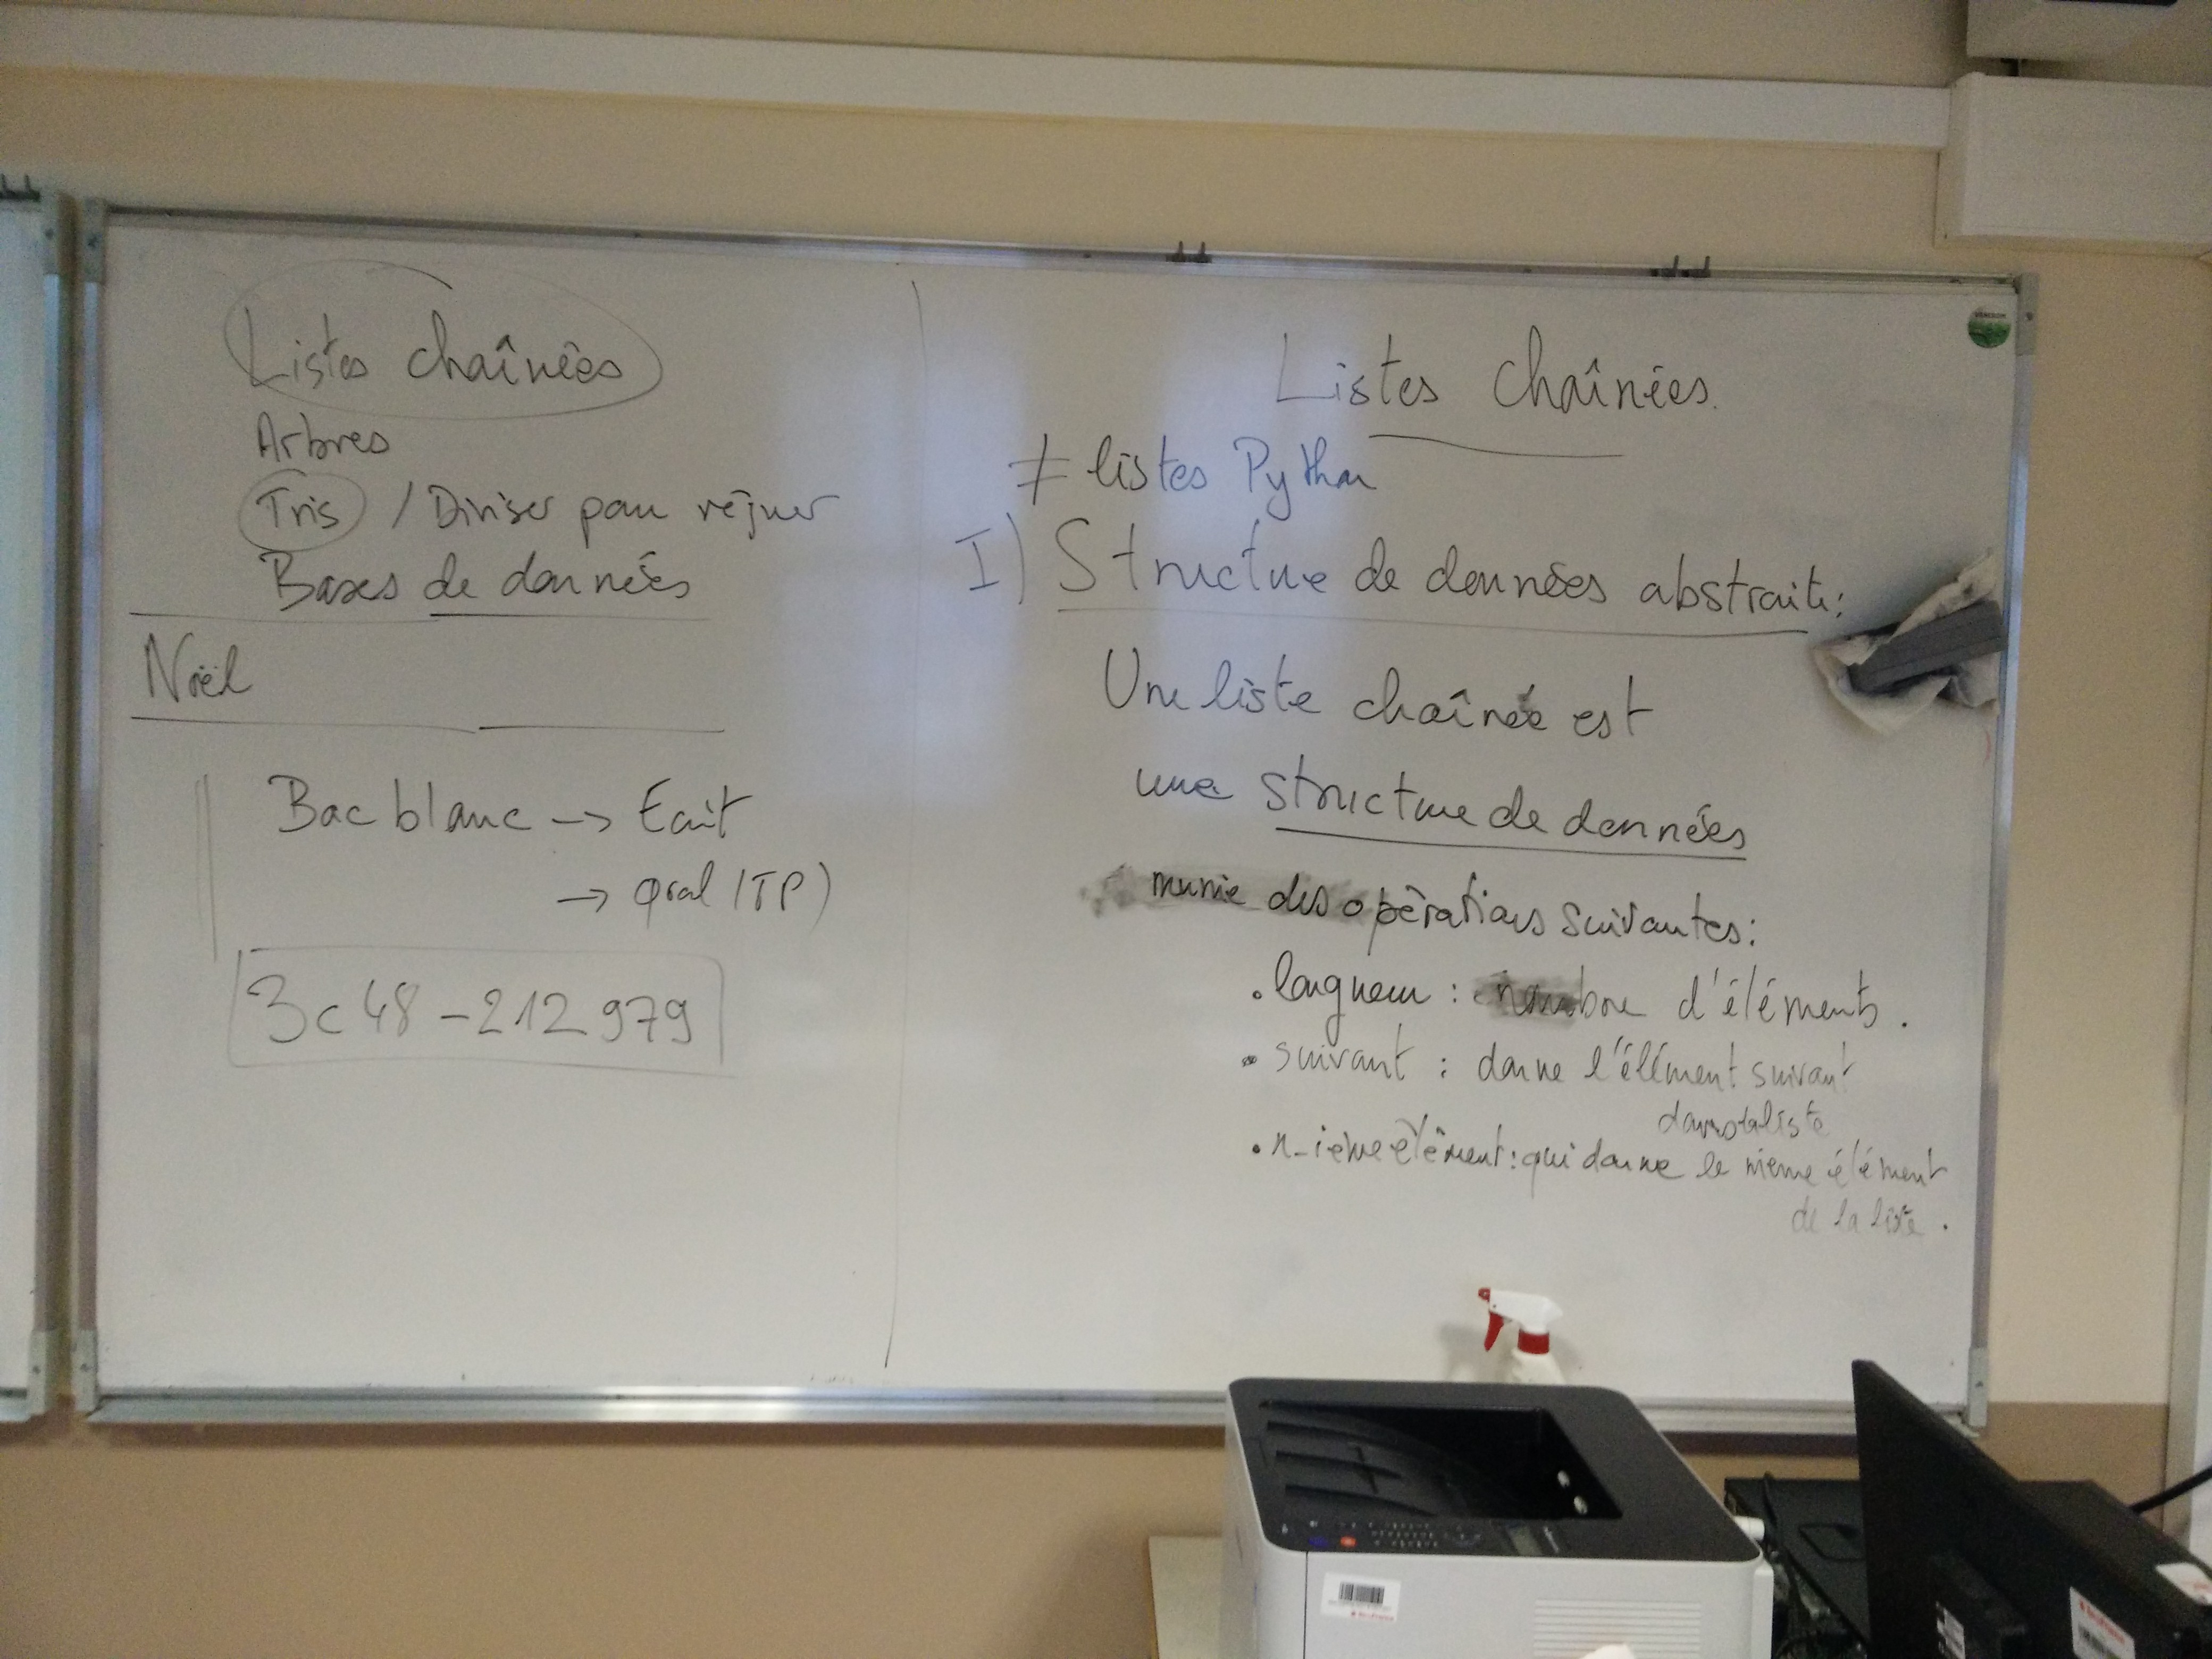 Listes chaînées
Arbres
Tris / Diviser pour régner
Bases de données
Noël
Bac blanc -> Ecrit
-> Oral (TP)
3c48-212979
Listes chaînées.
≠ listes Python
I) Structure de données abstraite:
Une liste chaînée est
une structure de données
munie des opérations suivantes:
. longueur : nombre d'éléments.
• suivant : donne l'élément suivant
dans la liste
• n-ième élément : qui donne le nieme élément
de la liste.